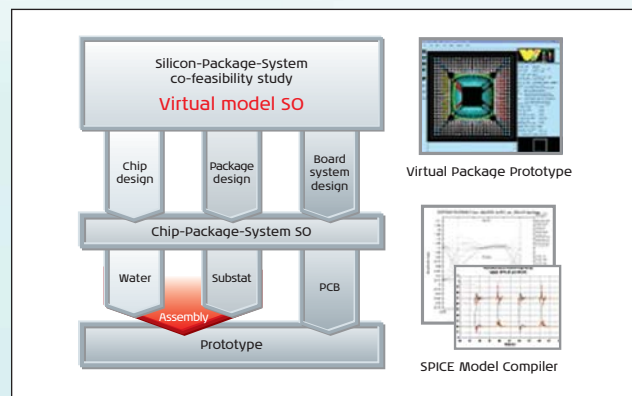 Silicon-Package-System
co-feasibility study
Virtual model SO
Chip
design
Package
design
Board
system
design
Chip-Package-System SO
Water
Substat
PCB
Assembly
Prototype
Virtual Package Prototype
SPICE Model Compiler